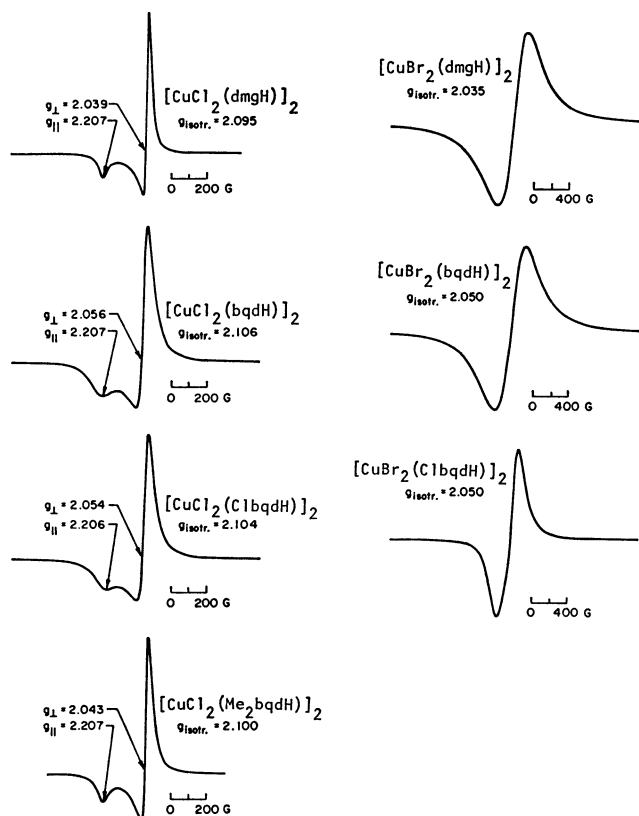 [CuCl2(dmgH)]2
g⊥ = 2.039
g|| = 2.207
gisotr. = 2.095
0 200 G
[CuBr2(dmgH)]2
gisotr. = 2.035
0 400 G
[CuCl2(bqdH)]2
g⊥ = 2.056
g|| = 2.207
gisotr. = 2.106
0 200 G
[CuBr2(bqdH)]2
gisotr. = 2.050
0 400 G
[CuCl2(ClbqdH)]2
g⊥ = 2.054
g|| = 2.206
gisotr. = 2.104
0 200 G
[CuBr2(ClbqdH)]2
gisotr. = 2.050
0 400 G
[CuCl2(Me2bqdH)]2
g⊥ = 2.043
g|| = 2.207
gisotr. = 2.100
0 200 G